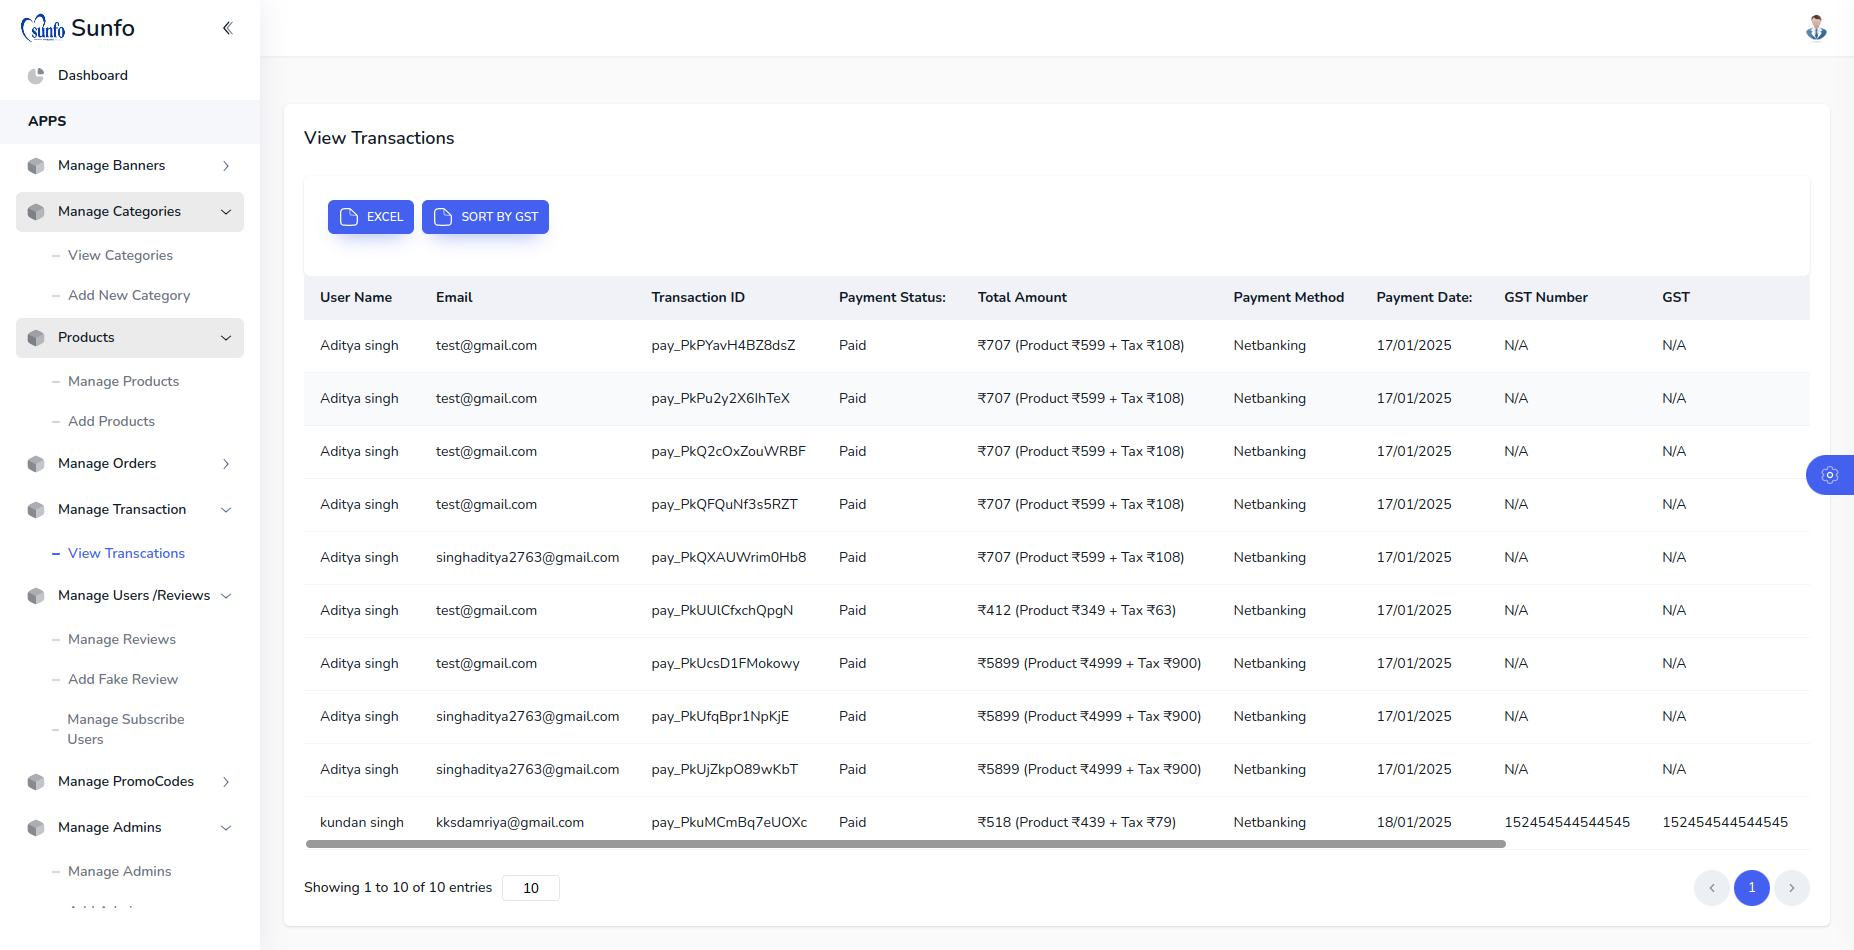 sunfo Sunfo
Dashboard
APPS
Manage Banners
Manage Categories
View Categories
Add New Category
Products
Manage Products
Add Products
Manage Orders
Manage Transaction
View Transcations
Manage Users /Reviews
Manage Reviews
Add Fake Review
Manage Subscribe
Users
Manage PromoCodes
Manage Admins
Manage Admins
View Transactions
EXCEL SORT BY GST
User Name Email Transaction ID Payment Status: Total Amount Payment Method Payment Date: GST Number GST
Aditya singh test@gmail.com pay_PkPYavH4BZ8dsZ Paid ₹707 (Product ₹599 + Tax ₹108) Netbanking 17/01/2025 N/A N/A
Aditya singh test@gmail.com pay_PkPu2y2X6IhTeX Paid ₹707 (Product ₹599 + Tax ₹108) Netbanking 17/01/2025 N/A N/A
Aditya singh test@gmail.com pay_PkQ2cOxZouWRBF Paid ₹707 (Product ₹599 + Tax ₹108) Netbanking 17/01/2025 N/A N/A
Aditya singh test@gmail.com pay_PkQFQuNf3s5RZT Paid ₹707 (Product ₹599 + Tax ₹108) Netbanking 17/01/2025 N/A N/A
Aditya singh singhaditya2763@gmail.com pay_PkQXAUWrim0Hb8 Paid ₹707 (Product ₹599 + Tax ₹108) Netbanking 17/01/2025 N/A N/A
Aditya singh test@gmail.com pay_PkUUlCfxchQpgN Paid ₹412 (Product ₹349 + Tax ₹63) Netbanking 17/01/2025 N/A N/A
Aditya singh test@gmail.com pay_PkUcsD1FMokowy Paid ₹5899 (Product ₹4999 + Tax ₹900) Netbanking 17/01/2025 N/A N/A
Aditya singh singhaditya2763@gmail.com pay_PkUfqBpr1NpKjE Paid ₹5899 (Product ₹4999 + Tax ₹900) Netbanking 17/01/2025 N/A N/A
Aditya singh singhaditya2763@gmail.com pay_PkUjZkpO89wKbT Paid ₹5899 (Product ₹4999 + Tax ₹900) Netbanking 17/01/2025 N/A N/A
kundan singh kksdamriya@gmail.com pay_PkuMCmBq7eUOXc Paid ₹518 (Product ₹439 + Tax ₹79) Netbanking 18/01/2025 152454544544545 152454544544545
Showing 1 to 10 of 10 entries 10
1